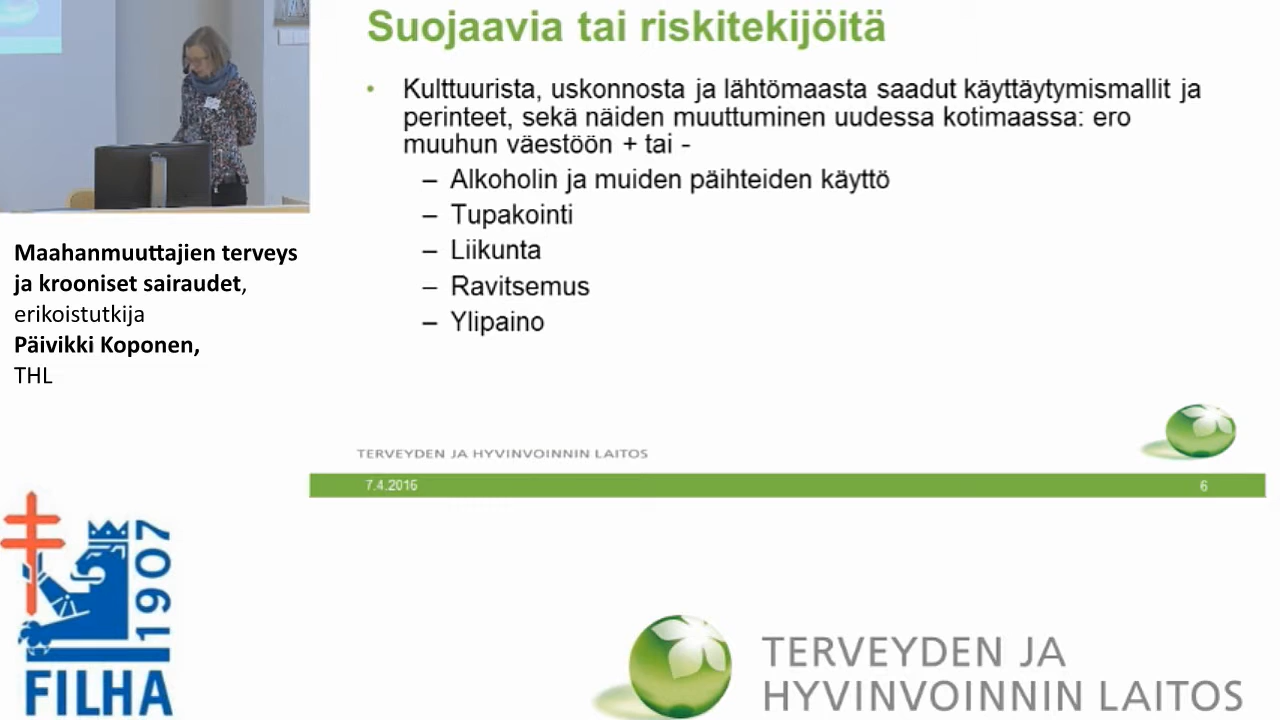 Suojaavia tai riskitekijöitä
• Kulttuurista, uskonnosta ja lähtömaasta saadut käyttäytymismallit ja
perinteet, sekä näiden muuttuminen uudessa kotimaassa: ero
muuhun väestöön + tai -
– Alkoholin ja muiden päihteiden käyttö
– Tupakointi
– Liikunta
– Ravitsemus
– Ylipaino
TERVEYDEN JA HYVINVOINNIN LAITOS
7.4.2016
6
Maahanmuuttajien terveys
ja krooniset sairaudet,
erikoistutkija
Päivikki Koponen,
THL
1907
FILHA
TERVEYDEN JA
HYVINVOINNIN LAITOS